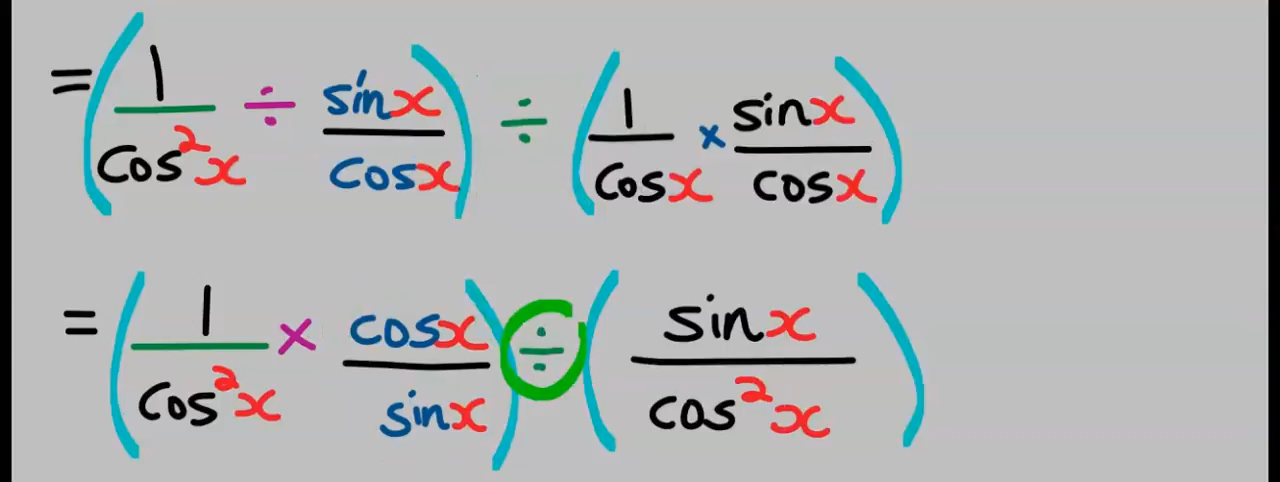 = (1/cos²x ÷ sinx/cosx) ÷ (1/cosx × sinx/cosx)
= (1/cos²x × cosx/sinx) ÷ (sinx/cos²x)